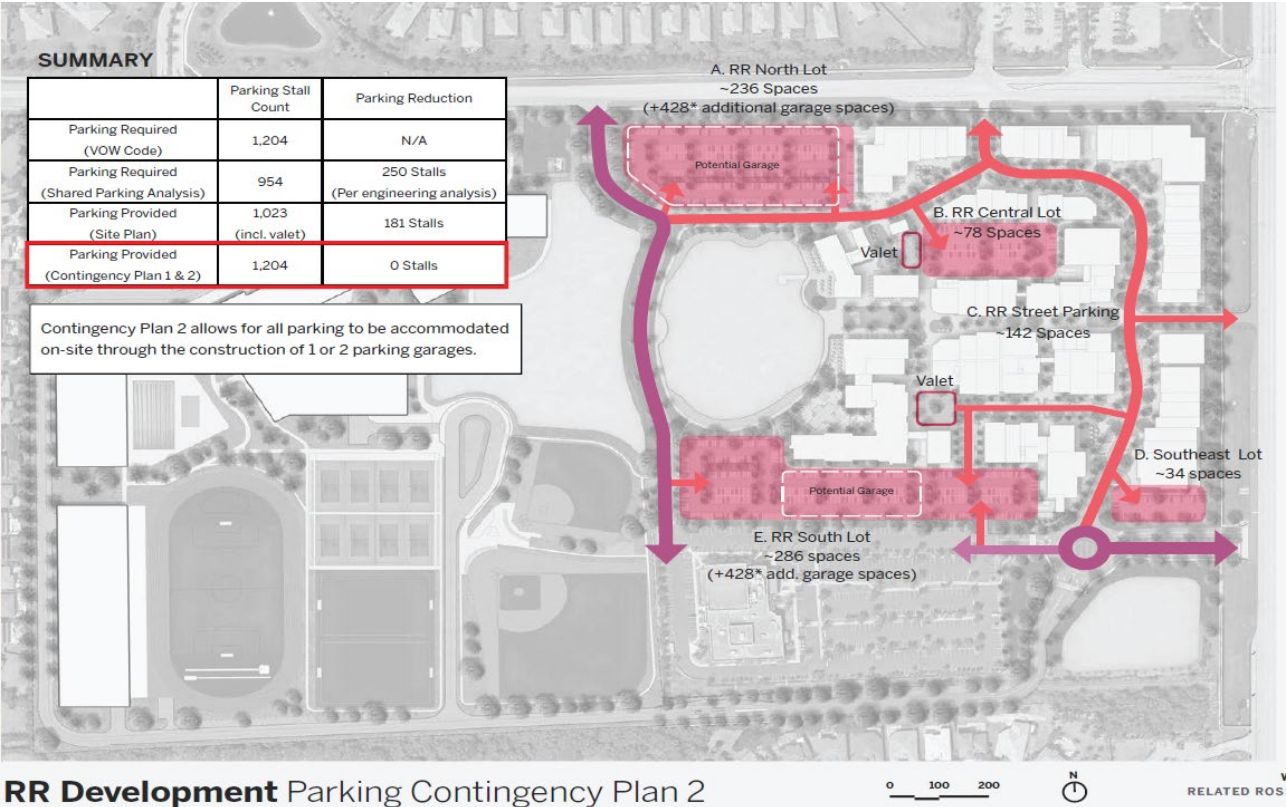 SUMMARY
Parking Stall
Count
Parking Reduction
Parking Required
(VOW Code)
1,204
N/A
Parking Required
(Shared Parking Analysis)
954
250 Stalls
(Per engineering analysis)
Parking Provided
(Site Plan)
1,023
(incl. valet)
181 Stalls
Parking Provided
(Contingency Plan 1 & 2)
1,204
0 Stalls
Contingency Plan 2 allows for all parking to be accommodated
on-site through the construction of 1 or 2 parking garages.
A. RR North Lot
~236 Spaces
(+428* additional garage spaces)
Potential Garage
B. RR Central Lot
~78 Spaces
Valet
C. RR Street Parking
~142 Spaces
Valet
D. Southeast Lot
~34 spaces
Potential Garage
E. RR South Lot
~286 spaces
(+428* add. garage spaces)
RR Development Parking Contingency Plan 2
0 100 200
N
W
RELATED ROS